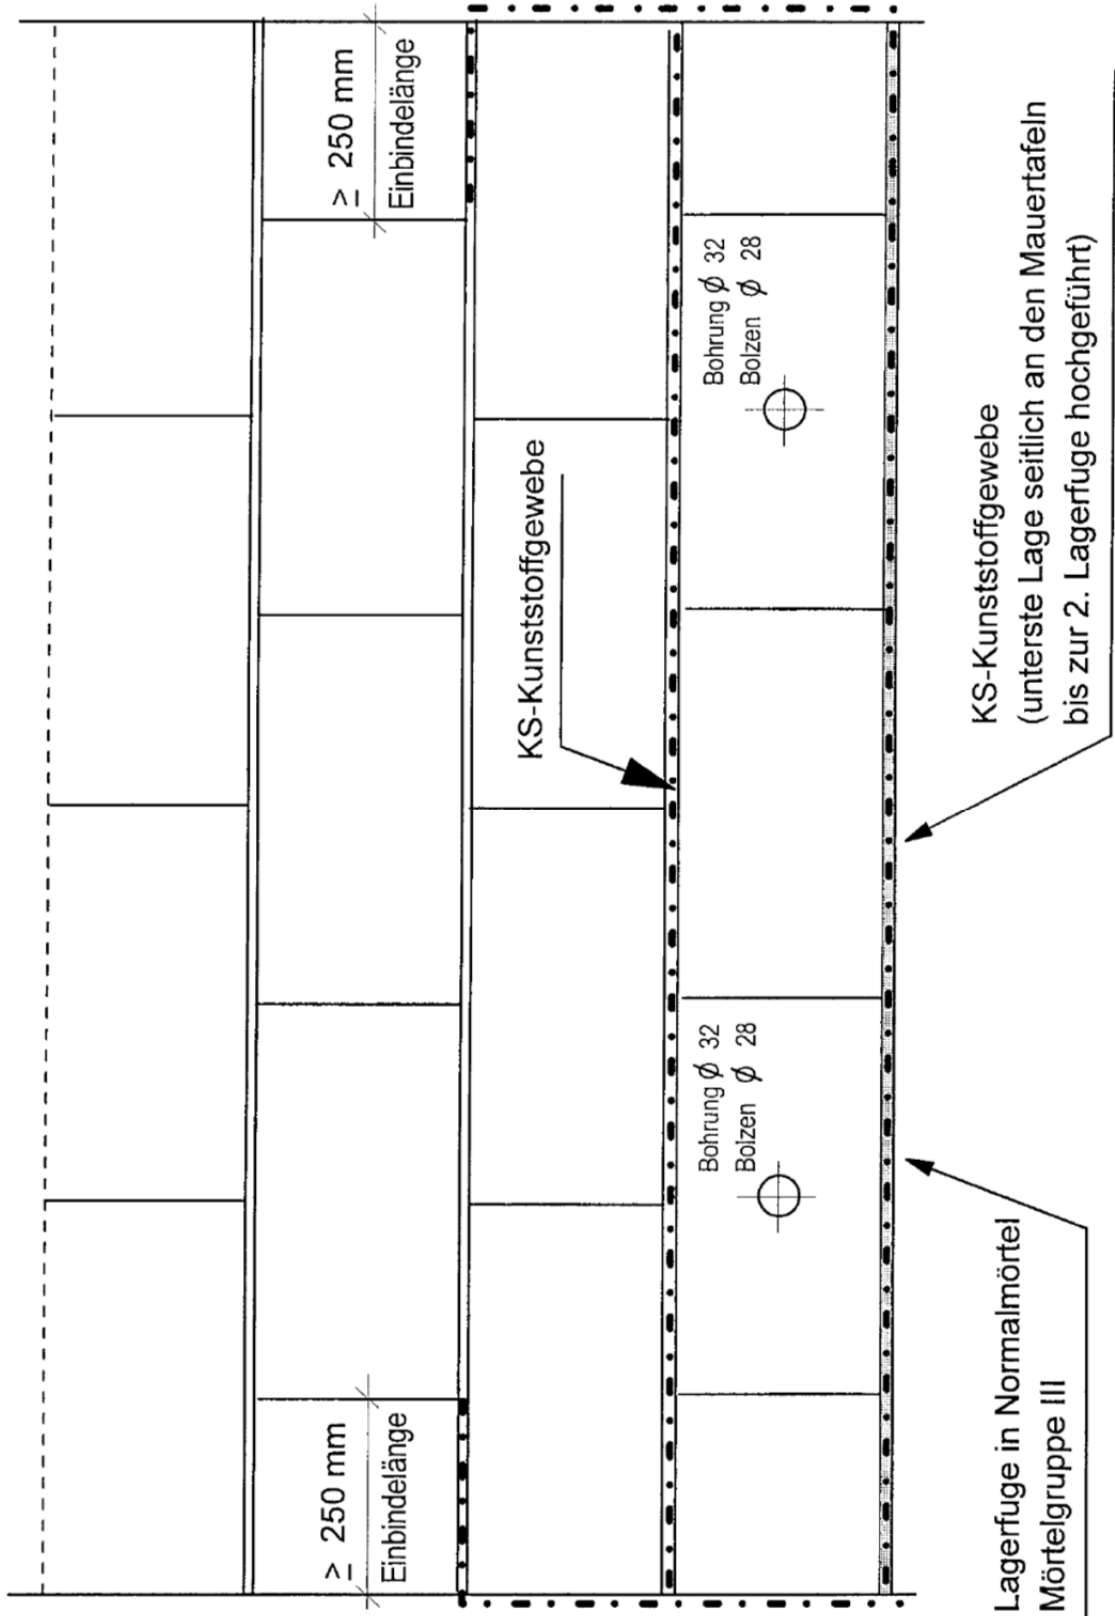 ≥ 250 mm
Einbindelänge
≥ 250 mm
Einbindelänge
KS-Kunststoffgewebe
Bohrung Ø 32
Bolzen Ø 28
Bohrung Ø 32
Bolzen Ø 28
Lagerfuge in Normalmörtel
Mörtelgruppe III
KS-Kunststoffgewebe
(unterste Lage seitlich an den Mauertafeln
bis zur 2. Lagerfuge hochgeführt)